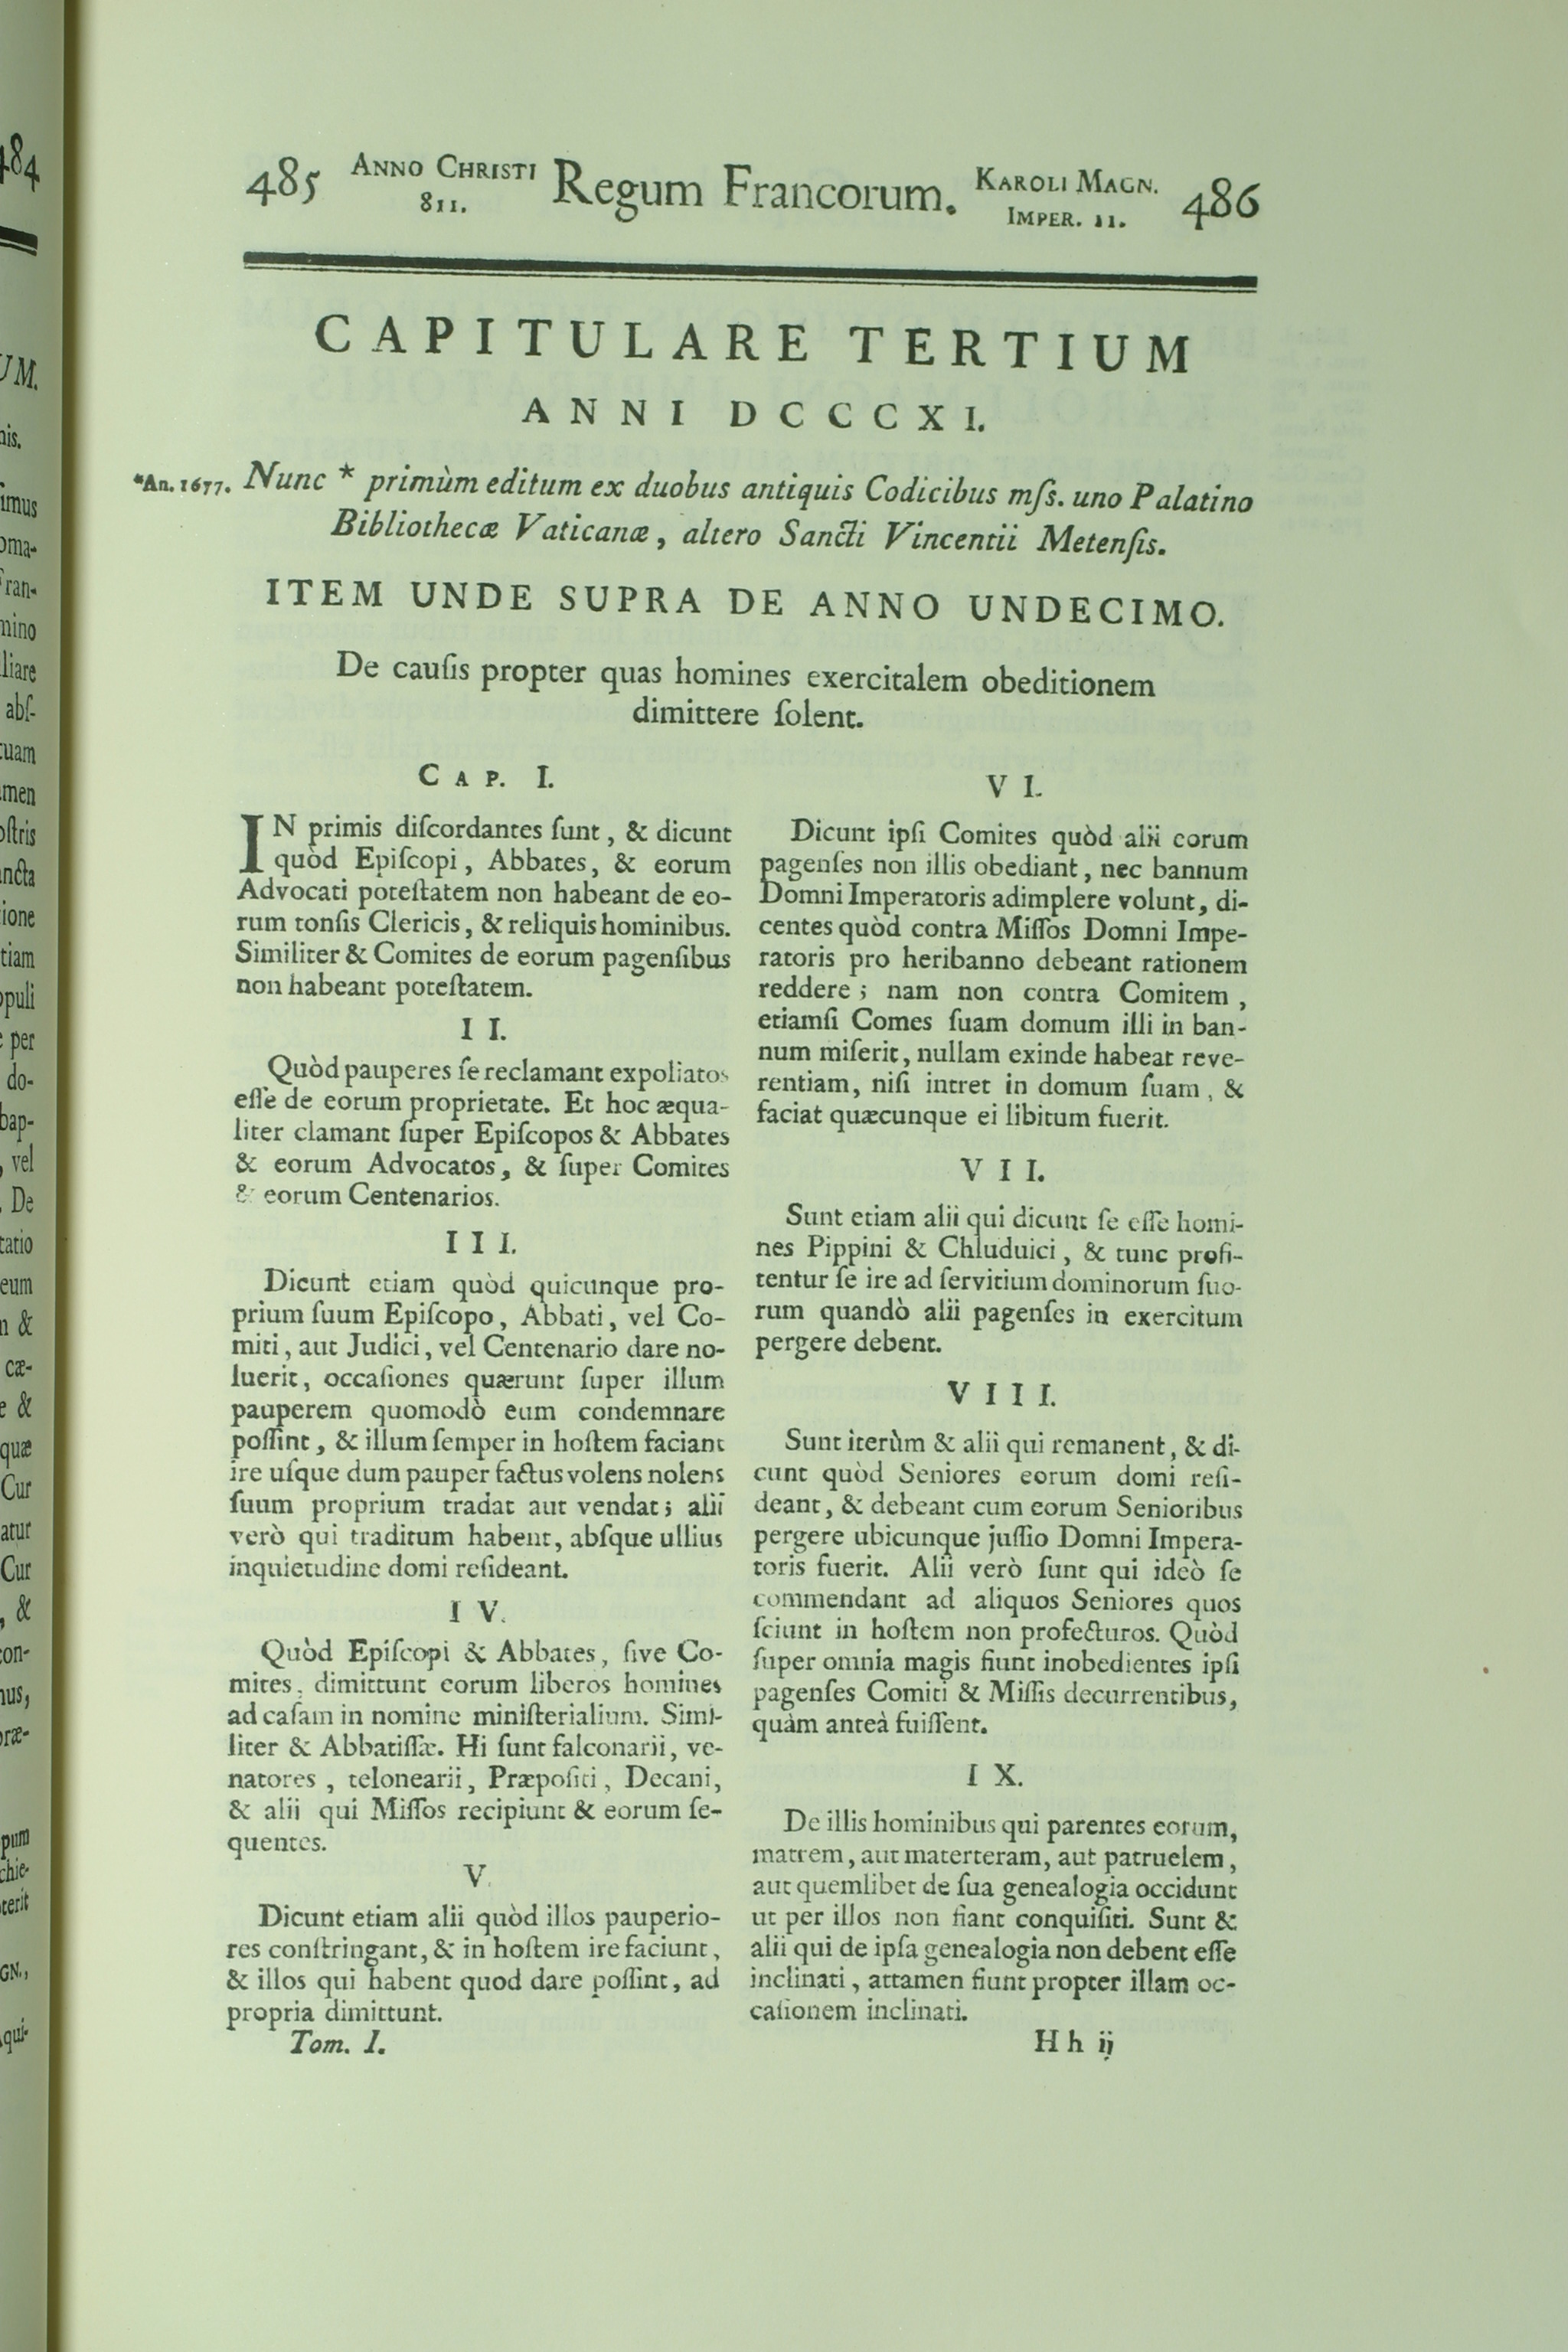 485 ANNO CHRISTI 811. Regum Francorum. KAROLI MAGN. IMPER. 11. 486
CAPITULARE TERTIUM
ANNI DCCCXI.
*An. 1677. Nunc * primùm editum ex duobus antiquis Codicibus mſs. uno Palatino
Bibliothecæ Vaticanæ, altero Sancti Vincentii Metenſis.
ITEM UNDE SUPRA DE ANNO UNDECIMO.
De cauſis propter quas homines exercitalem obeditionem
dimittere ſolent.
CAP. I.
IN primis diſcordantes ſunt, & dicunt
quòd Epiſcopi, Abbates, & eorum
Advocati poteſtatem non habeant de eo-
rum tonſis Clericis, & reliquis hominibus.
Similiter & Comites de eorum pagenſibus
non habeant poteſtatem.
II.
Quòd pauperes ſe reclamant expoliatos
eſſe de eorum proprietate. Et hoc æqua-
liter clamant ſuper Epiſcopos & Abbates
& eorum Advocatos, & ſuper Comites
& eorum Centenarios.
III.
Dicunt etiam quòd quicunque pro-
prium ſuum Epiſcopo, Abbati, vel Co-
miti, aut Judici, vel Centenario dare no-
luerit, occaſiones quærunt ſuper illum
pauperem quomodò eum condemnare
poſſint, & illum ſemper in hoſtem faciant
ire uſque dum pauper factus volens nolens
ſuum proprium tradat aut vendat; alii
verò qui traditum habent, abſque ullius
inquietudine domi reſideant.
IV.
Quòd Epiſcopi & Abbates, ſive Co-
mites, dimittunt eorum liberos homines
ad caſam in nomine miniſterialium. Simi-
liter & Abbatiſſæ. Hi ſunt falconarii, ve-
natores, telonearii, Præpoſiti, Decani,
& alii qui Miſſos recipiunt & eorum ſe-
quentes.
V.
Dicunt etiam alii quòd illos pauperio-
res conſtringant, & in hoſtem ire faciunt,
& illos qui habent quod dare poſſint, ad
propria dimittunt.
Tom. I.
VI.
Dicunt ipſi Comites quòd alii eorum
pagenſes non illis obediant, nec bannum
Domni Imperatoris adimplere volunt, di-
centes quòd contra Miſſos Domni Impe-
ratoris pro heribanno debeant rationem
reddere; nam non contra Comitem,
etiamſi Comes ſuam domum illi in ban-
num miſerit, nullam exinde habeat reve-
rentiam, niſi intret in domum ſuam, &
faciat quæcunque ei libitum fuerit.
VII.
Sunt etiam alii qui dicunt ſe eſſe homi-
nes Pippini & Chluduici, & tunc profi-
tentur ſe ire ad ſervitium dominorum ſuo-
rum quandò alii pagenſes in exercitum
pergere debent.
VIII.
Sunt iterùm & alii qui remanent, & di-
cunt quòd Seniores eorum domi reſi-
deant, & debeant cum eorum Senioribus
pergere ubicunque juſſio Domni Impera-
toris fuerit. Alii verò ſunt qui ideò ſe
commendant ad aliquos Seniores quos
ſciunt in hoſtem non profecturos. Quòd
ſuper omnia magis fiunt inobedientes ipſi
pagenſes Comiti & Miſſis decurrentibus,
quàm anteà fuiſſent.
IX.
De illis hominibus qui parentes eorum,
matrem, aut materteram, aut patruelem,
aut quemlibet de ſua genealogia occidunt
ut per illos non fiant conquiſiti. Sunt &
alii qui de ipſa genealogia non debent eſſe
inclinati, attamen fiunt propter illam oc-
caſionem inclinati.
Hh ij